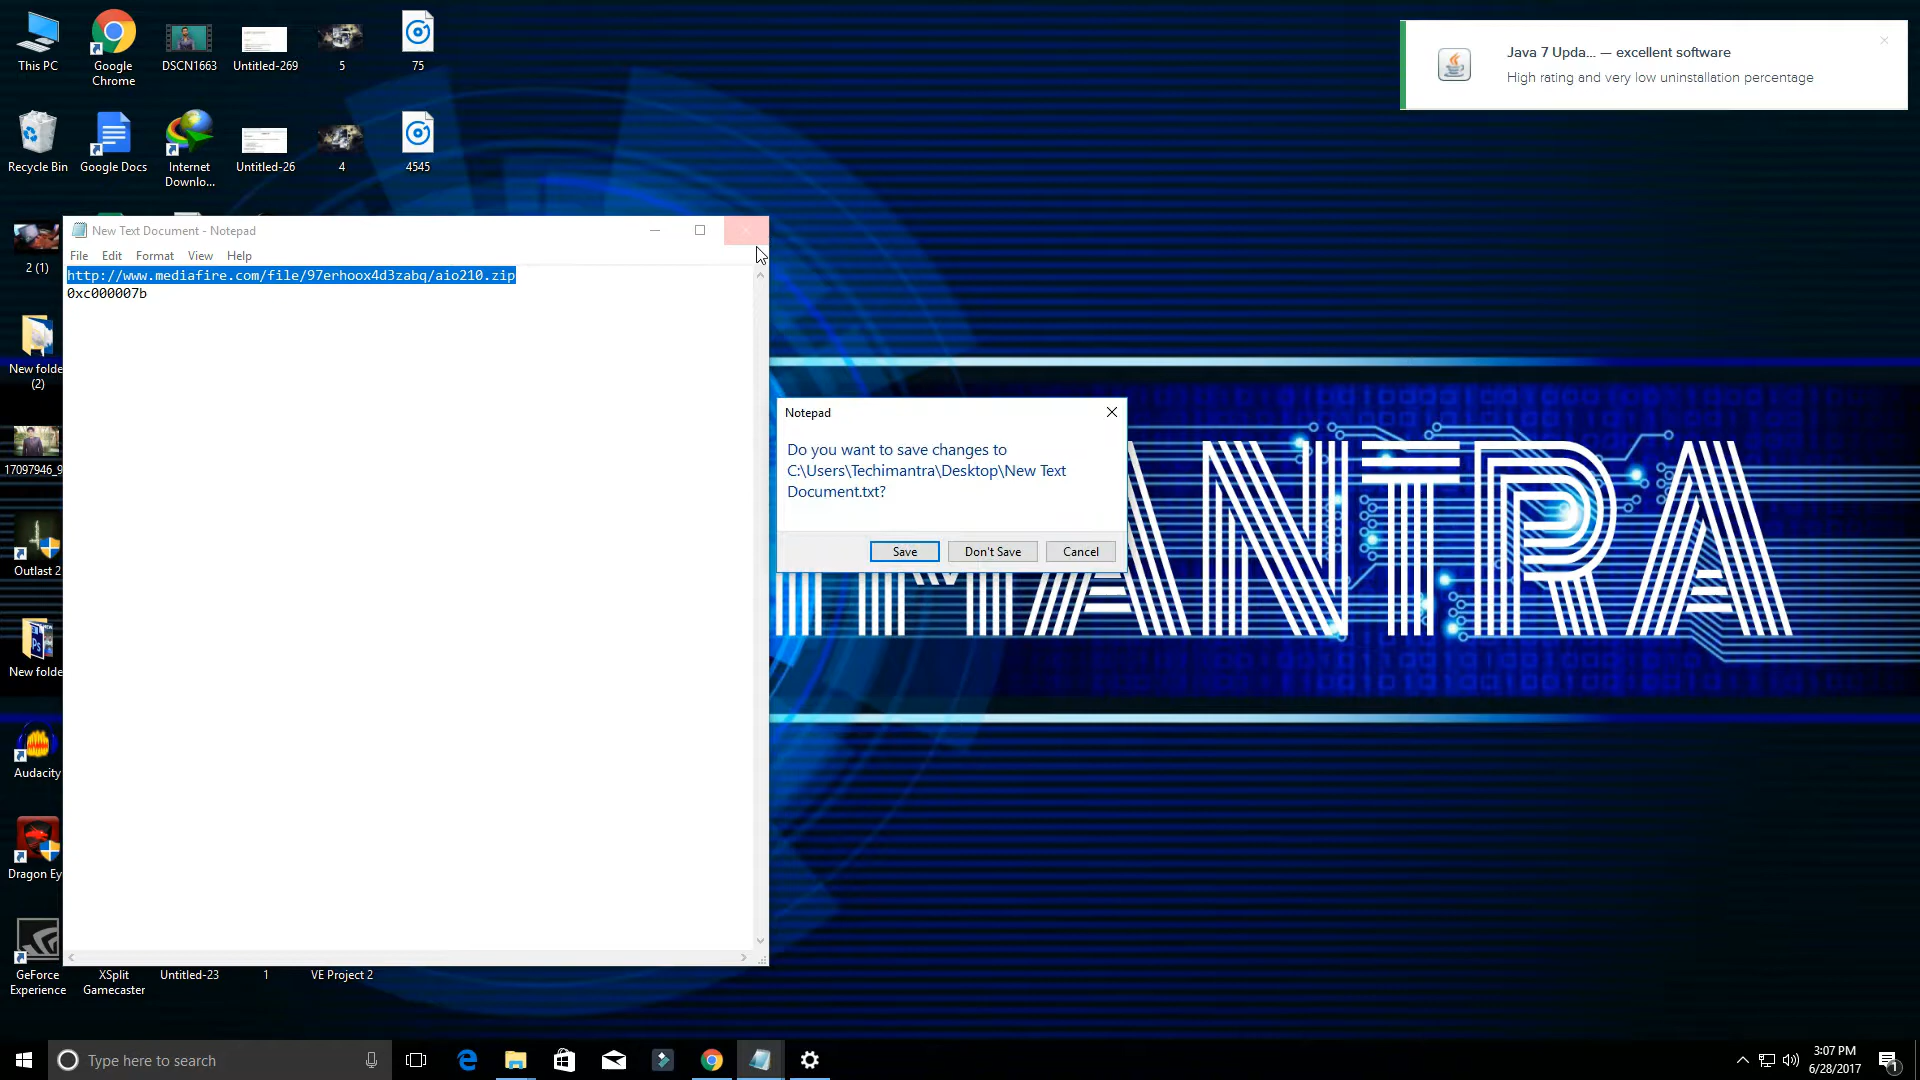 This PC
Google Chrome
DSCN1663
Untitled-269
5
75
Java 7 Upda... — excellent software
High rating and very low uninstallation percentage
Recycle Bin
Google Docs
Internet Downlo...
Untitled-26
4
4545
2 (1)
New folde
(2)
17097946_9
Outlast 2
New folde
Audacity
Dragon Ey
GeForce Experience
XSplit Gamecaster
Untitled-23
1
VE Project 2
New Text Document - Notepad
File Edit Format View Help
http://www.mediafire.com/file/97erhoox4d3zabq/aio210.zip
0xc000007b
Notepad
Do you want to save changes to
C:\Users\Techimantra\Desktop\New Text
Document.txt?
Save Don't Save Cancel
MANTRA
Type here to search
3:07 PM
6/28/2017
1